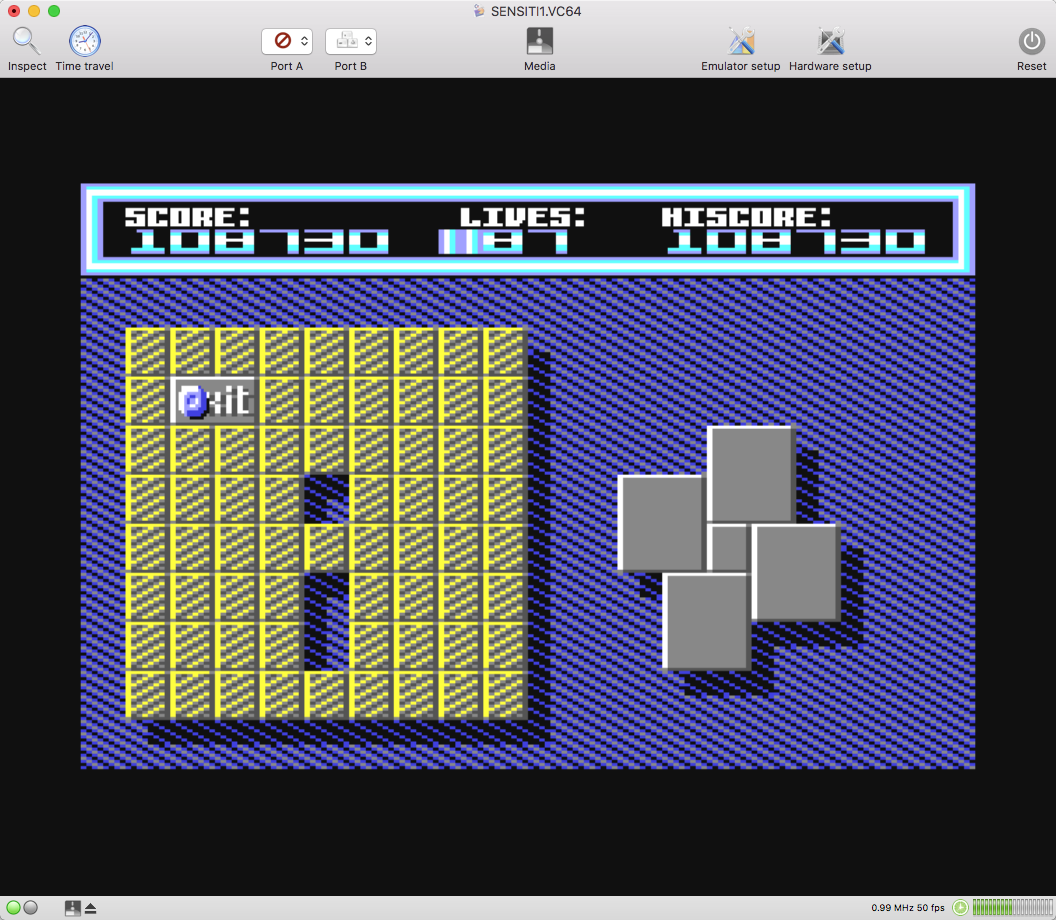 SENSITI1.VC64
Inspect Time travel Port A Port B Media Emulator setup Hardware setup Reset
SCORE: LIVES: HISCORE:
108730 87 108730
xit
0.99 MHz 50 fps